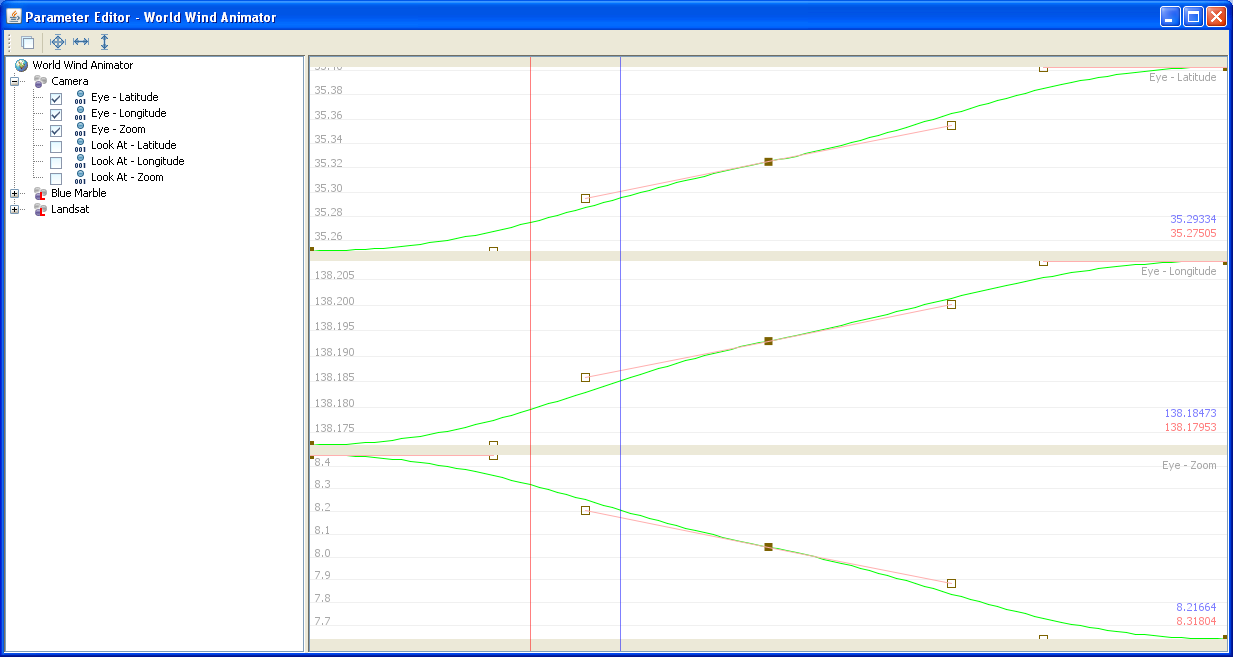 Parameter Editor - World Wind Animator
World Wind Animator
Camera
Eye - Latitude
Eye - Longitude
Eye - Zoom
Look At - Latitude
Look At - Longitude
Look At - Zoom
Blue Marble
Landsat
35.40
Eye - Latitude
35.38
35.36
35.34
35.32
35.30
35.28
35.26
35.29334
35.27505
138.205
Eye - Longitude
138.200
138.195
138.190
138.185
138.180
138.175
138.18473
138.17953
8.4
Eye - Zoom
8.3
8.2
8.1
8.0
7.9
7.8
7.7
8.21664
8.31804